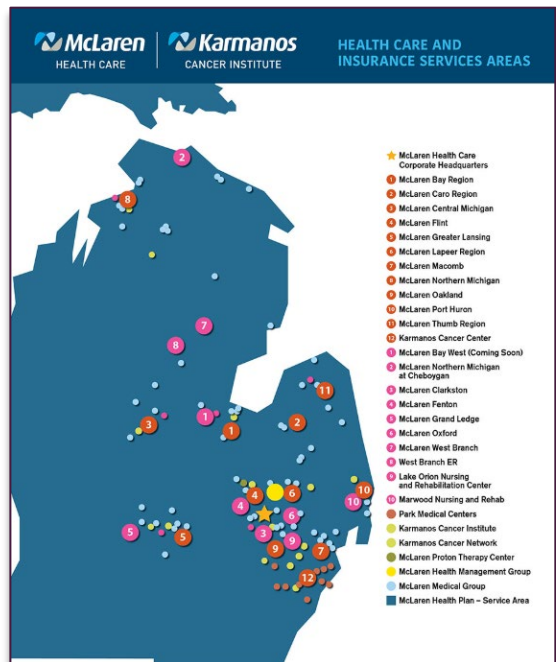 McLaren
HEALTH CARE
Karmanos
CANCER INSTITUTE
HEALTH CARE AND
INSURANCE SERVICES AREAS
2
8
7
8
11
1
2
3
1
4
6
10
4
10
6
5
5
3
9
9
7
12
McLaren Health Care
Corporate Headquarters
1 McLaren Bay Region
2 McLaren Caro Region
3 McLaren Central Michigan
4 McLaren Flint
5 McLaren Greater Lansing
6 McLaren Lapeer Region
7 McLaren Macomb
8 McLaren Northern Michigan
9 McLaren Oakland
10 McLaren Port Huron
11 McLaren Thumb Region
12 Karmanos Cancer Center
1 McLaren Bay West (Coming Soon)
2 McLaren Northern Michigan
at Cheboygan
3 McLaren Clarkston
4 McLaren Fenton
5 McLaren Grand Ledge
6 McLaren Oxford
7 McLaren West Branch
8 West Branch ER
9 Lake Orion Nursing
and Rehabilitation Center
10 Marwood Nursing and Rehab
Park Medical Centers
Karmanos Cancer Institute
Karmanos Cancer Network
McLaren Proton Therapy Center
McLaren Health Management Group
McLaren Medical Group
McLaren Health Plan – Service Area